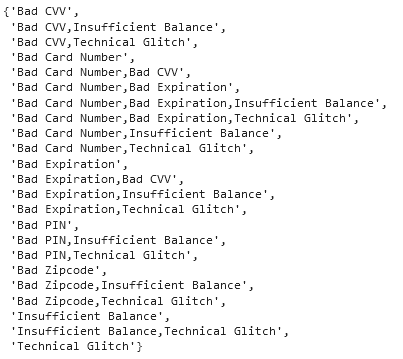 {'Bad CVV',
'Bad CVV,Insufficient Balance',
'Bad CVV,Technical Glitch',
'Bad Card Number',
'Bad Card Number,Bad CVV',
'Bad Card Number,Bad Expiration',
'Bad Card Number,Bad Expiration,Insufficient Balance',
'Bad Card Number,Bad Expiration,Technical Glitch',
'Bad Card Number,Insufficient Balance',
'Bad Card Number,Technical Glitch',
'Bad Expiration',
'Bad Expiration,Bad CVV',
'Bad Expiration,Insufficient Balance',
'Bad Expiration,Technical Glitch',
'Bad PIN',
'Bad PIN,Insufficient Balance',
'Bad PIN,Technical Glitch',
'Bad Zipcode',
'Bad Zipcode,Insufficient Balance',
'Bad Zipcode,Technical Glitch',
'Insufficient Balance',
'Insufficient Balance,Technical Glitch',
'Technical Glitch'}